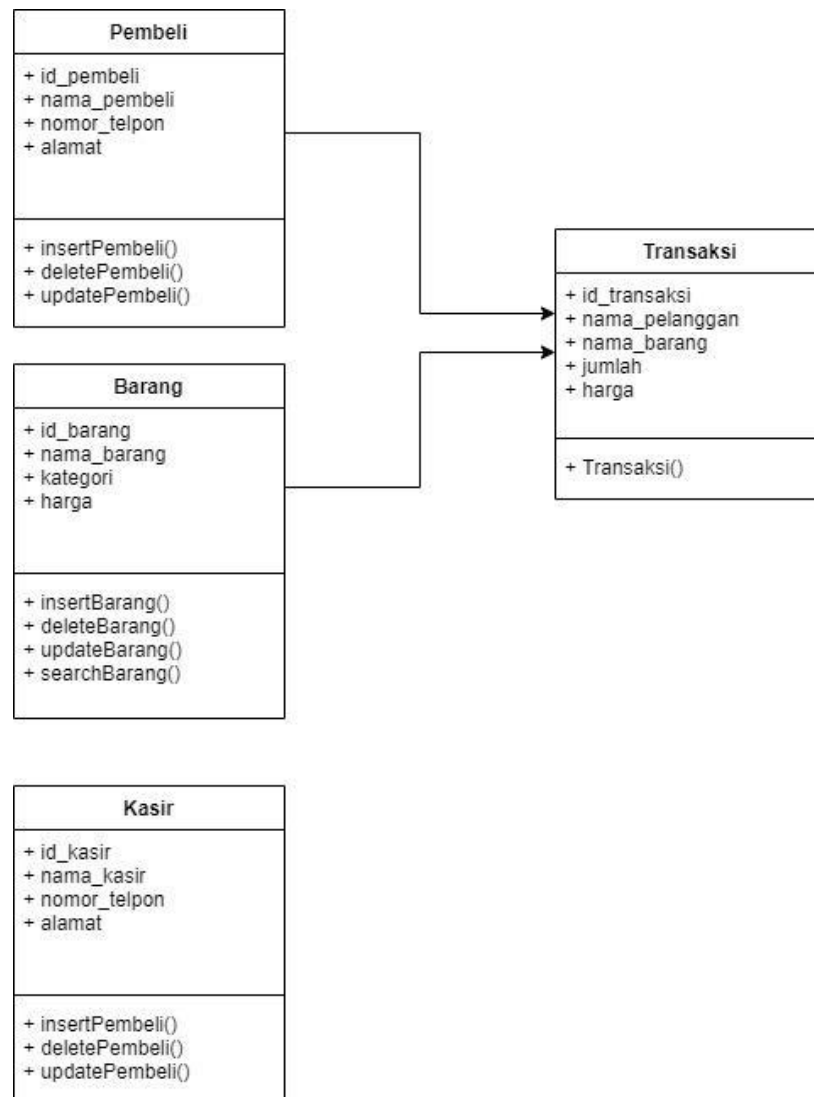 Pembeli
+ id_pembeli
+ nama_pembeli
+ nomor_telpon
+ alamat
+ insertPembeli()
+ deletePembeli()
+ updatePembeli()
Transaksi
+ id_transaksi
+ nama_pelanggan
+ nama_barang
+ jumlah
+ harga
+ Transaksi()
Barang
+ id_barang
+ nama_barang
+ kategori
+ harga
+ insertBarang()
+ deleteBarang()
+ updateBarang()
+ searchBarang()
Kasir
+ id_kasir
+ nama_kasir
+ nomor_telpon
+ alamat
+ insertPembeli()
+ deletePembeli()
+ updatePembeli()